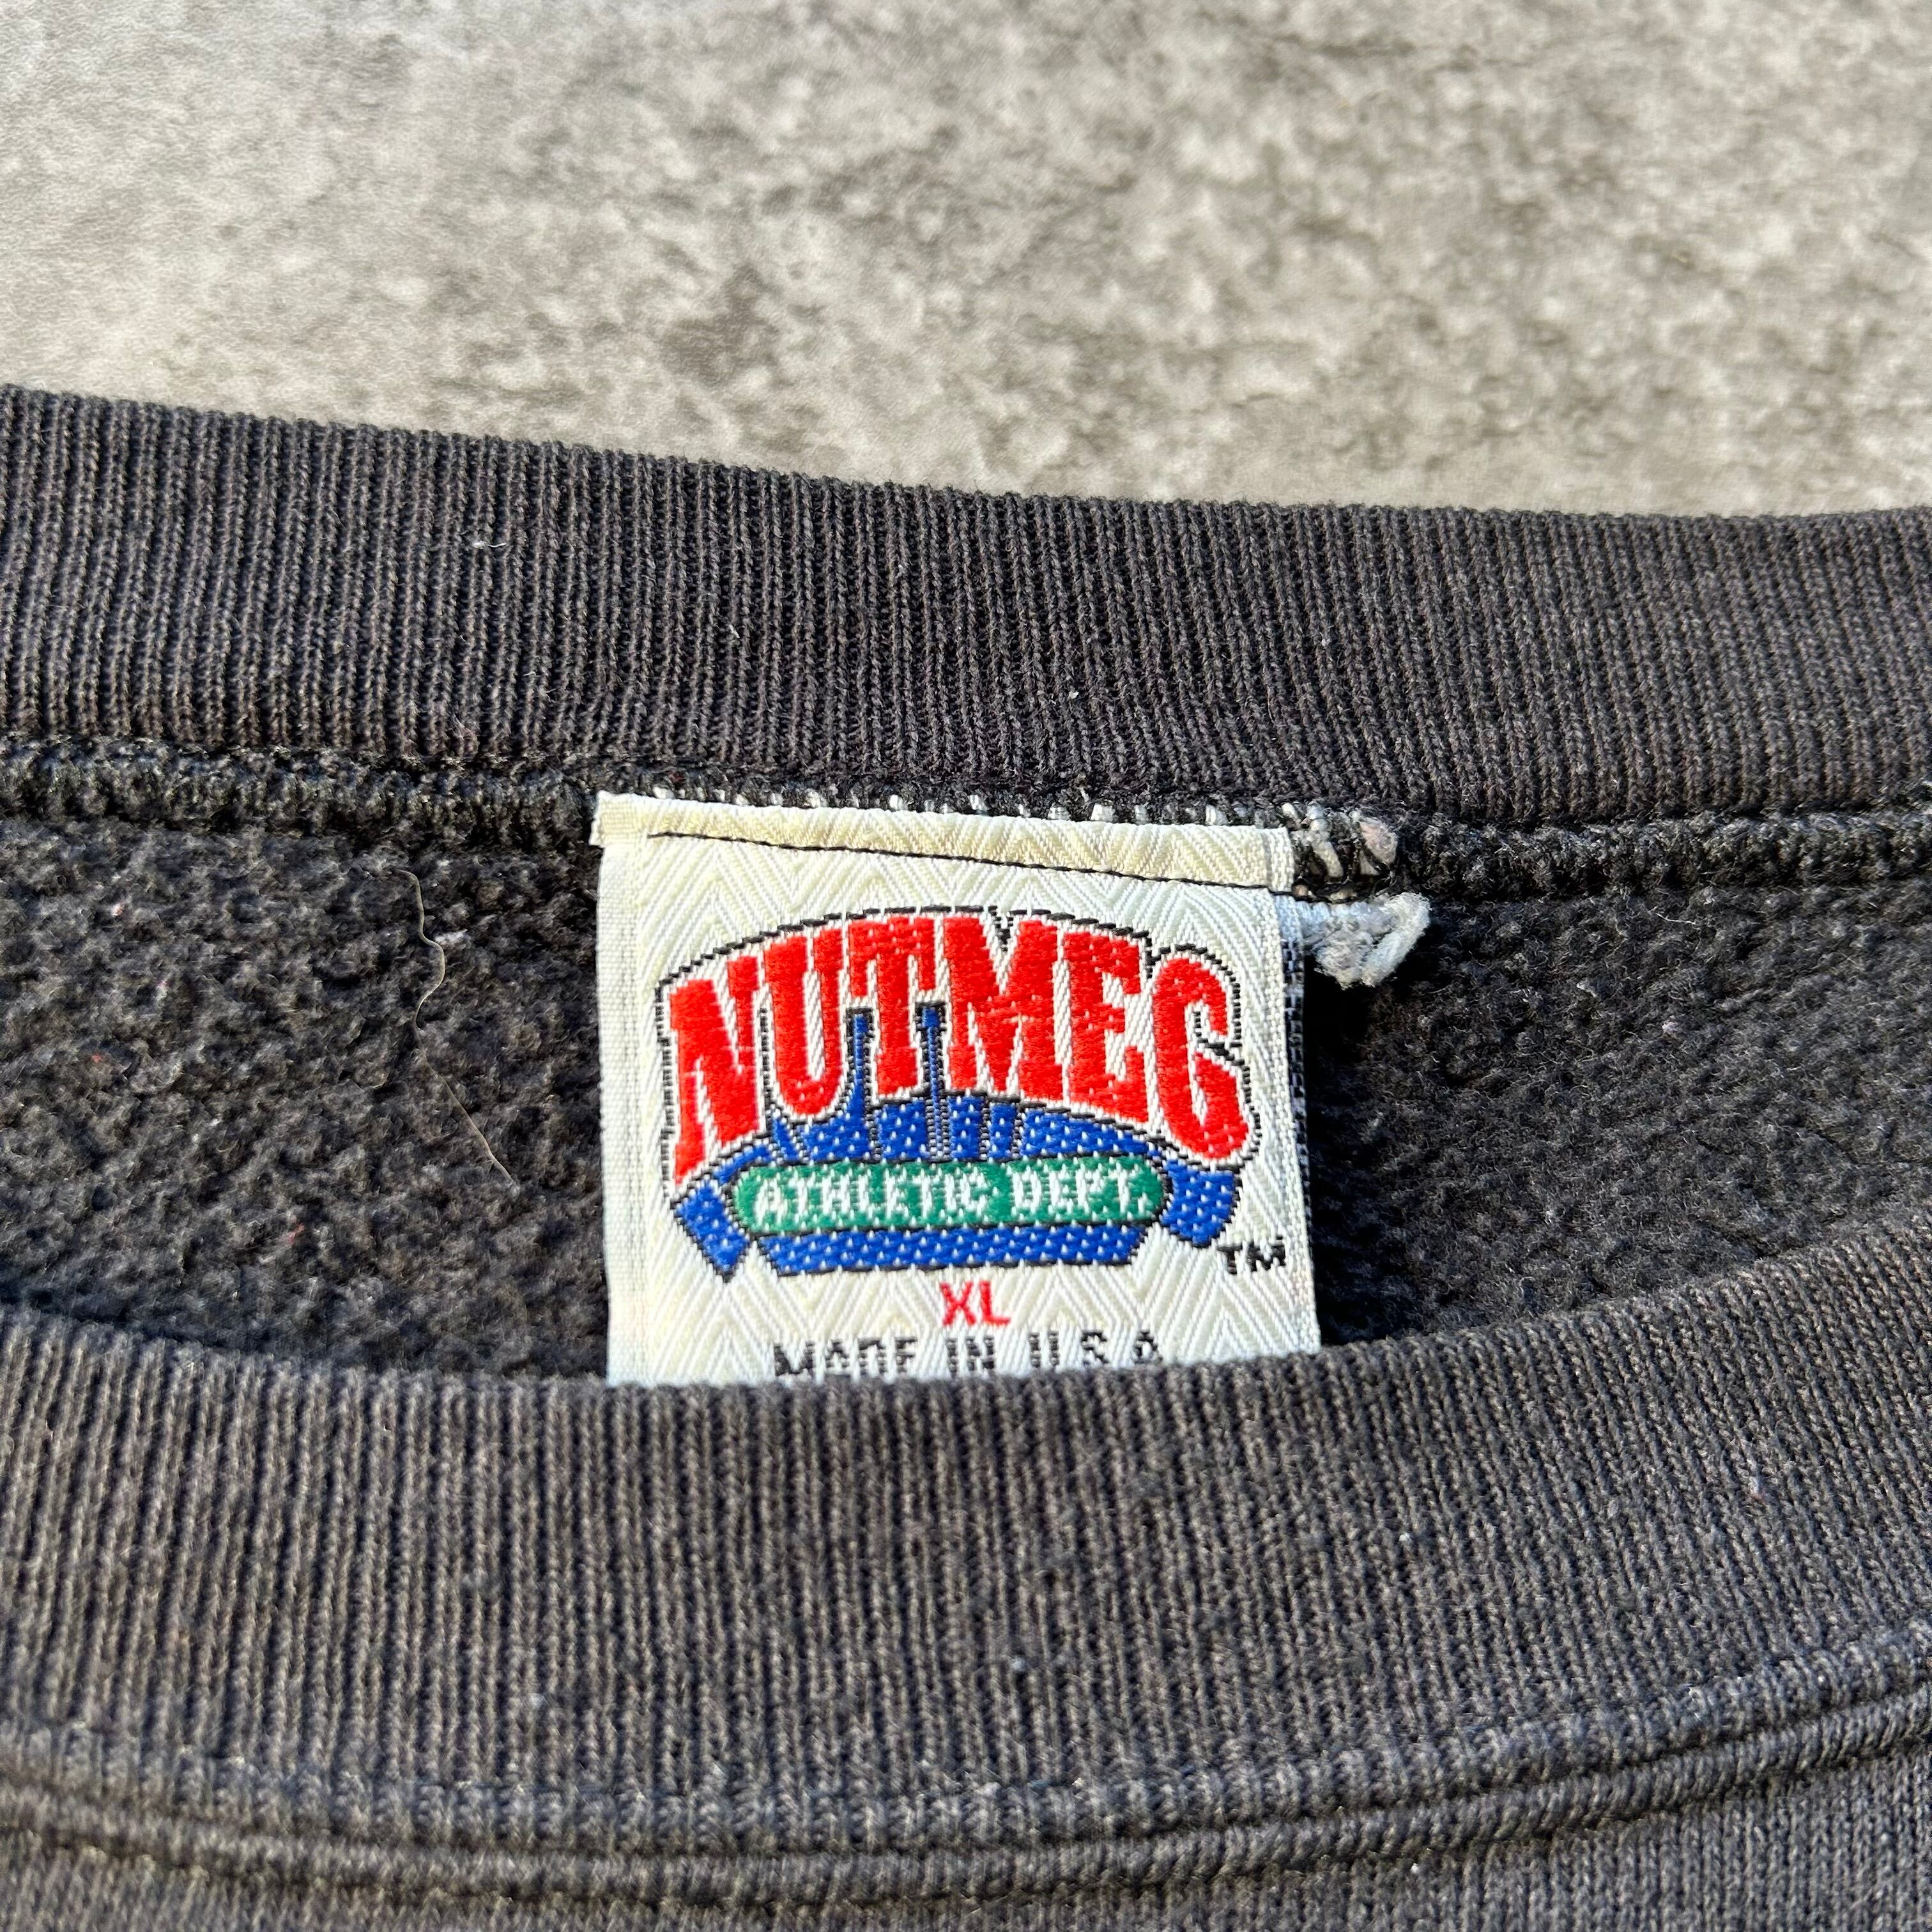 NUTMEG
ATHLETIC DEPT.
TM
XL
MADE IN U.S.A